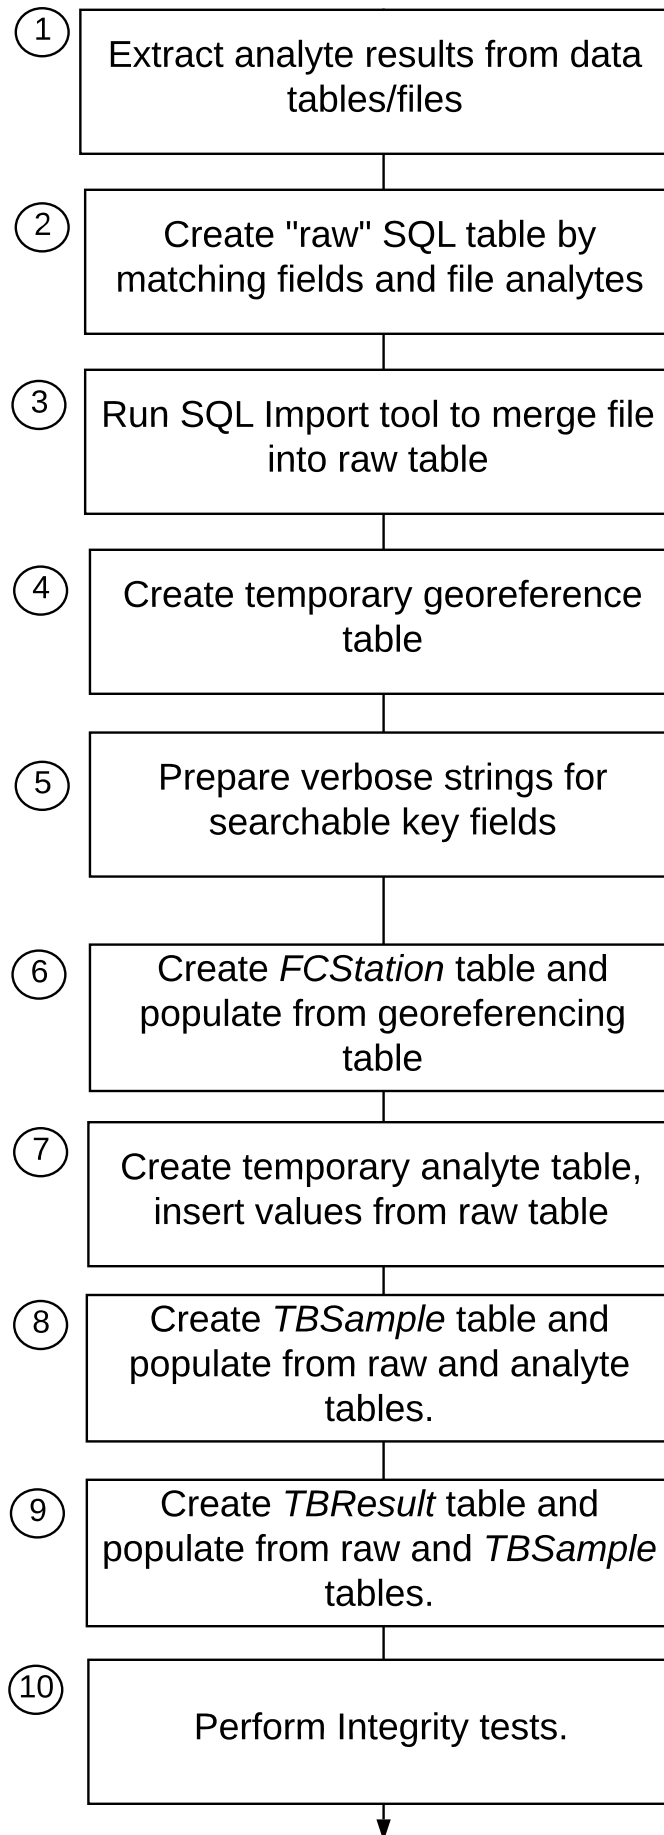 1
Extract analyte results from data
tables/files
2
Create "raw" SQL table by
matching fields and file analytes
3
Run SQL Import tool to merge file
into raw table
4
Create temporary georeference
table
5
Prepare verbose strings for
searchable key fields
6
Create FCStation table and
populate from georeferencing
table
7
Create temporary analyte table,
insert values from raw table
8
Create TBSample table and
populate from raw and analyte
tables.
9
Create TBResult table and
populate from raw and TBSample
tables.
10
Perform Integrity tests.